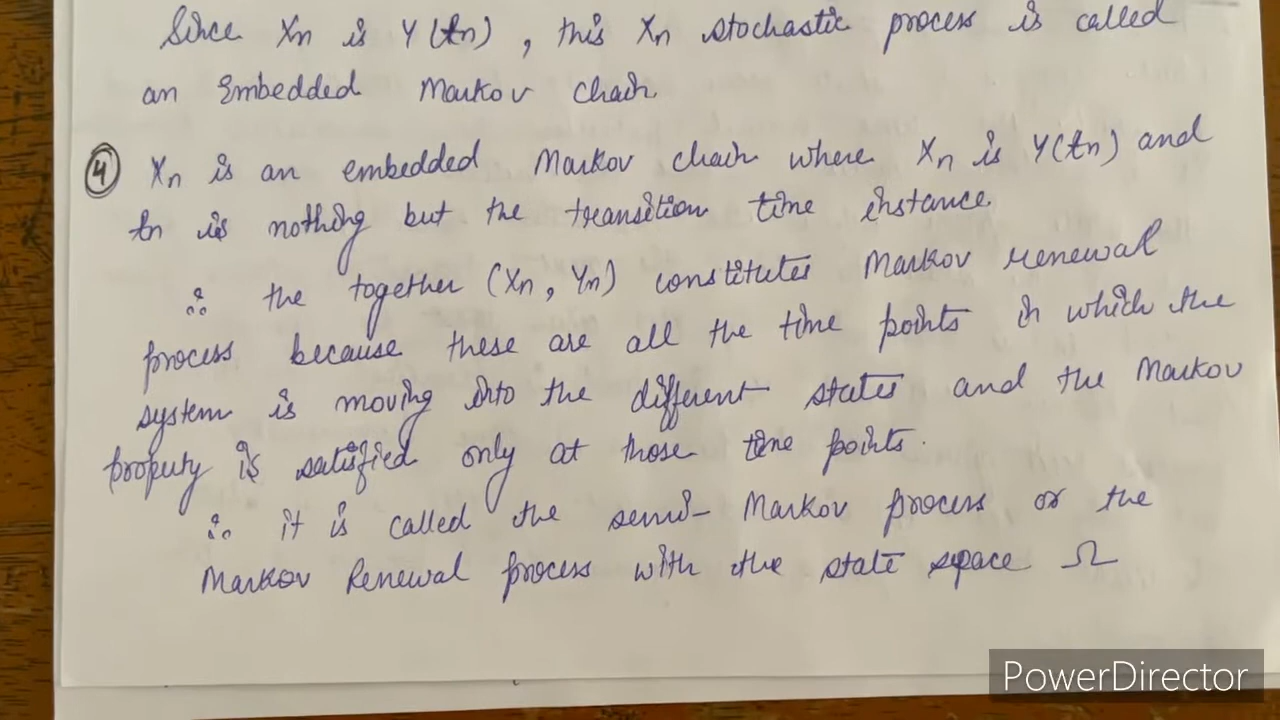 Since Xn is Y(tn), this Xn stochastic process is called
an Embedded Markov chain
④ Xn is an embedded Markov chain where Xn is Y(tn) and
tn is nothing but the transition time instance
∴ the together (Xn, Yn) constitutes Markov renewal
process because these are all the time points in which the
system is moving into the different states and the Markov
property is satisfied only at those time points.
∴ it is called the semi-Markov process or the
Markov Renewal process with the state space Ω
PowerDirector